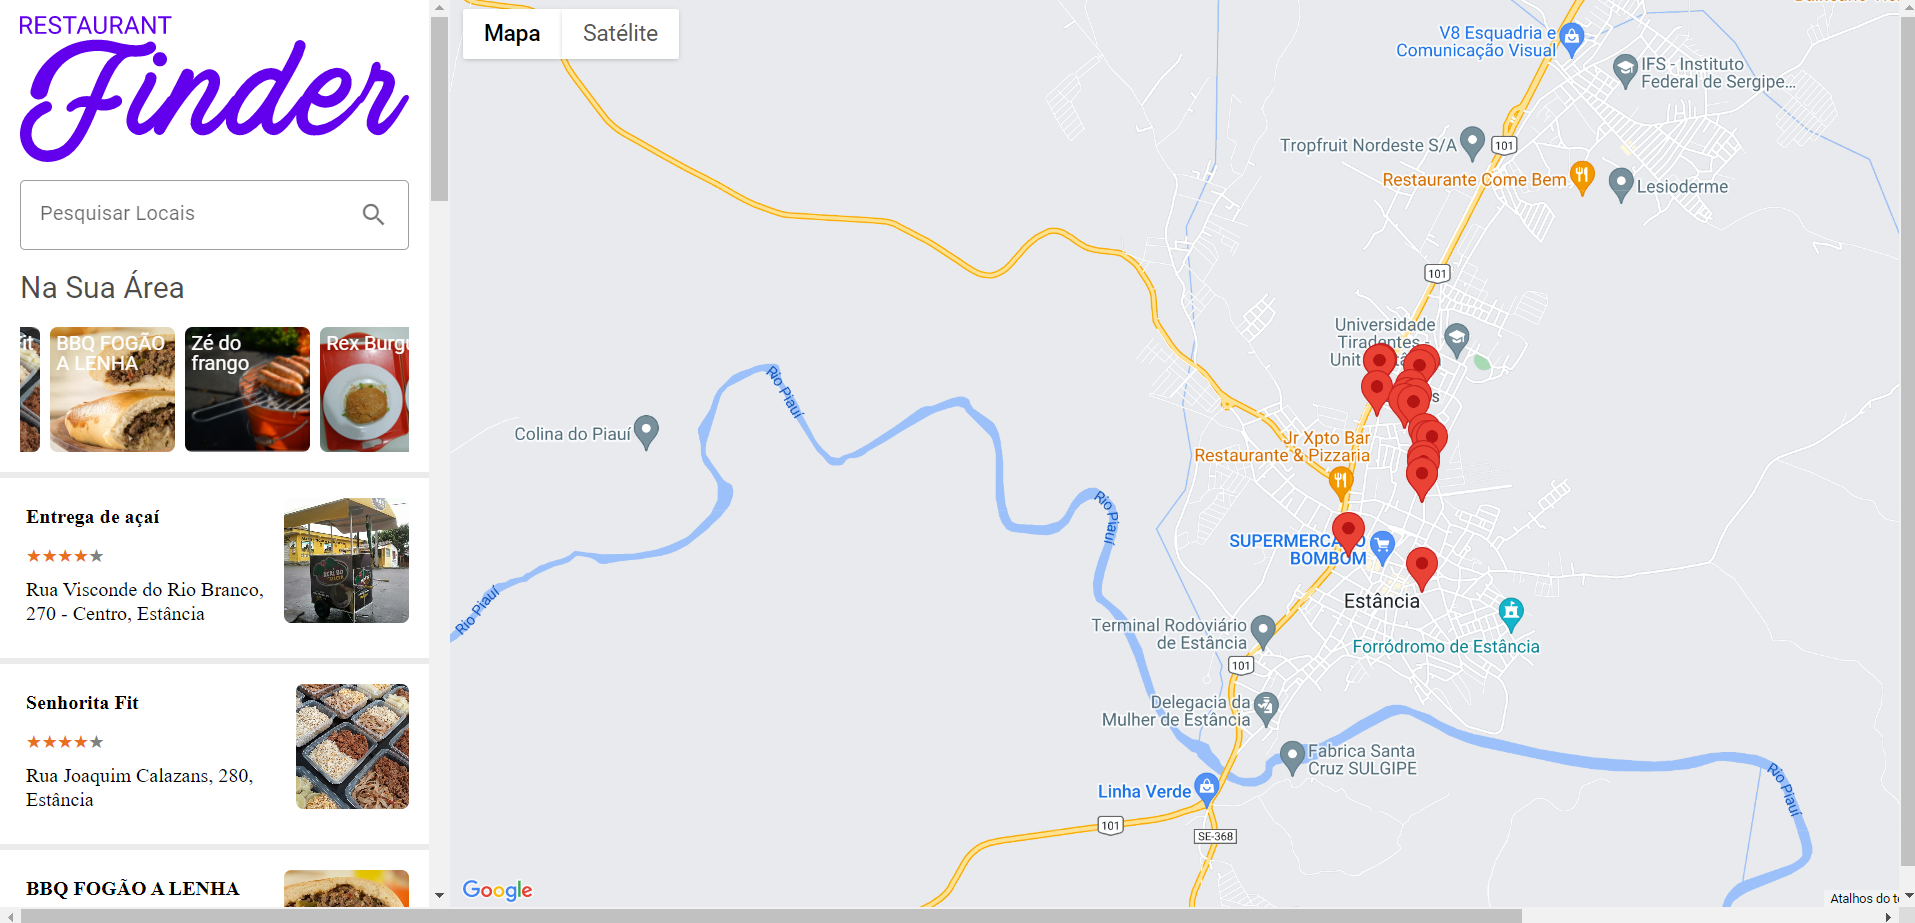 RESTAURANT
Finder
Pesquisar Locais
Na Sua Área
it
BBQ FOGÃO
A LENHA
Zé do
frango
Rex Burgu
Entrega de açaí
Rua Visconde do Rio Branco,
270 - Centro, Estância
Senhorita Fit
Rua Joaquim Calazans, 280,
Estância
BBQ FOGÃO A LENHA
Mapa
Satélite
V8 Esquadria e
Comunicação Visual
IFS - Instituto
Federal de Sergipe...
Tropfruit Nordeste S/A
101
Restaurante Come Bem
Lesioderme
101
Universidade
Tiradentes -
Unit
Colina do Piauí
Rio Piauí
Jr Xpto Bar
Restaurante & Pizzaria
Rio Piauí
SUPERMERCADO
BOMBOM
Estância
Rio Piauí
Terminal Rodoviário
de Estância
Forródromo de Estância
101
Delegacia da
Mulher de Estância
Fabrica Santa
Cruz SULGIPE
Linha Verde
Rio Piauí
101
SE-368
Google
Atalhos do te